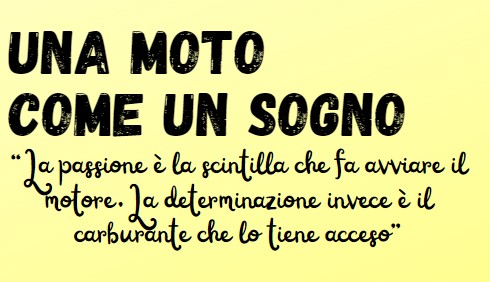 UNA MOTO
COME UN SOGNO
“La passione è la scintilla che fa avviare il
motore. La determinazione invece è il
carburante che lo tiene acceso”